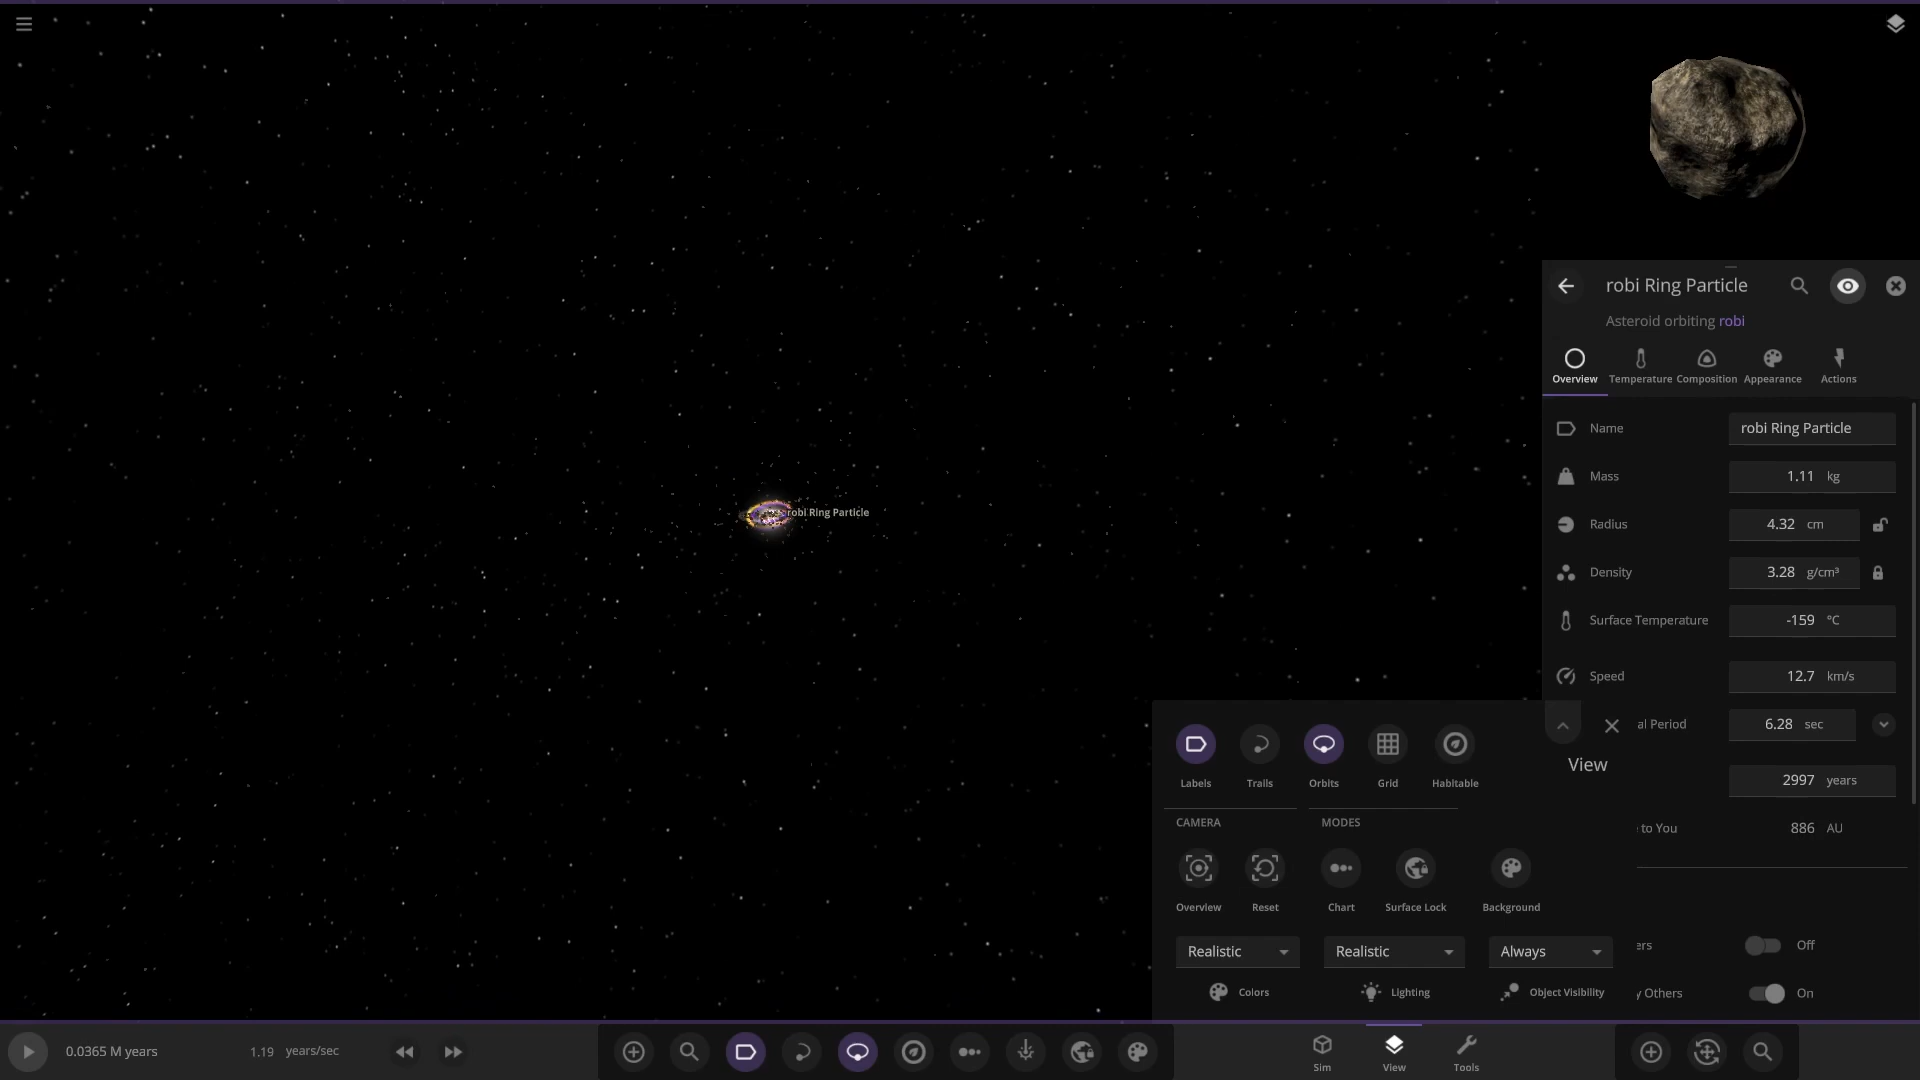 robi Ring Particle
Asteroid orbiting robi
Overview
Temperature
Composition
Appearance
Actions
Name
robi Ring Particle
Mass
1.11 kg
Radius
4.32 cm
Density
3.28 g/cm³
Surface Temperature
-159 °C
Speed
12.7 km/s
al Period
6.28 sec
2997 years
to You
886 AU
ers
Off
y Others
On
robi Ring Particle
View
Labels
Trails
Orbits
Grid
Habitable
CAMERA
MODES
Overview
Reset
Chart
Surface Lock
Background
Realistic
Realistic
Always
Colors
Lighting
Object Visibility
0.0365 M years
1.19 years/sec
Sim
View
Tools